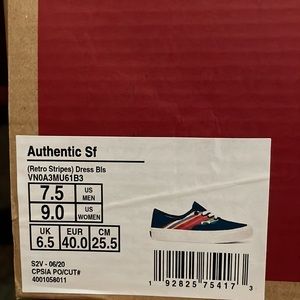 Authentic Sf
(Retro Stripes) Dress Bls
VN0A3MU61B3
7.5 US MEN
9.0 US WOMEN
UK EUR CM
6.5 40.0 25.5
S2V - 06/20
CPSIA PO/CUT#
4001058011
1 92825 75417 3